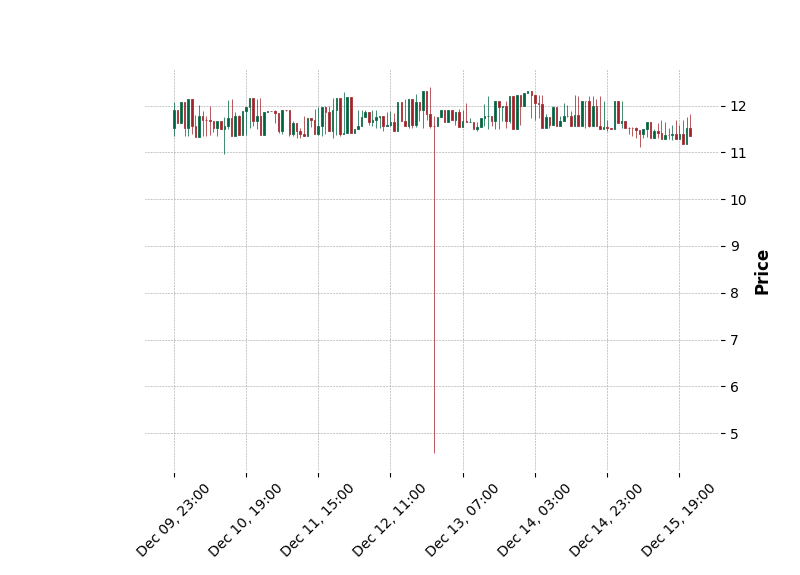 12
11
10
9
8
7
6
5
Price
Dec 09, 23:00
Dec 10, 19:00
Dec 11, 15:00
Dec 12, 11:00
Dec 13, 07:00
Dec 14, 03:00
Dec 14, 23:00
Dec 15, 19:00